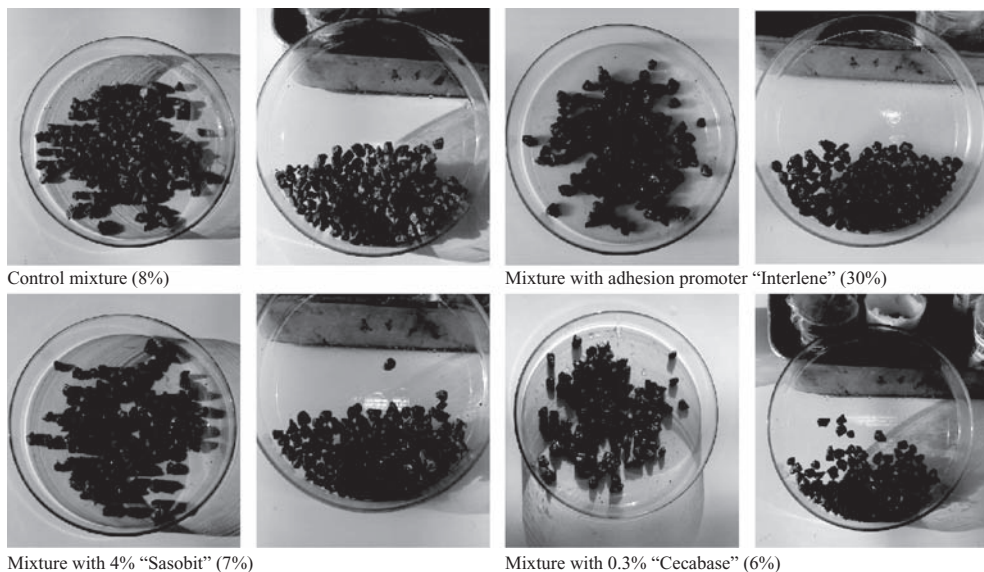 Control mixture (8%)
Mixture with adhesion promoter “Interlene” (30%)
Mixture with 4% “Sasobit” (7%)
Mixture with 0.3% “Cecabase” (6%)